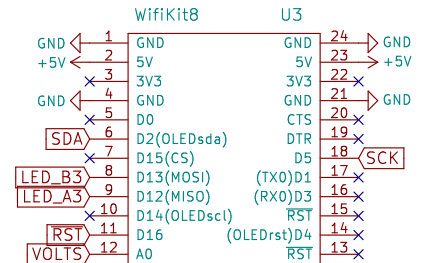 WifiKit8 U3
GND 1 GND GND 24 GND
+5V 2 5V 5V 23 +5V
3 3V3 3V3 22
GND 4 GND GND 21 GND
5 D0 CTS 20
SDA 6 D2(OLEDsda) DTR 19
7 D15(CS) D5 18 SCK
LED_B3 8 D13(MOSI) (TX0)D1 17
LED_A3 9 D12(MISO) (RX0)D3 16
10 D14(OLEDscl) RST 15
RST 11 D16 (OLEDrst)D4 14
VOLTS 12 A0 RST 13